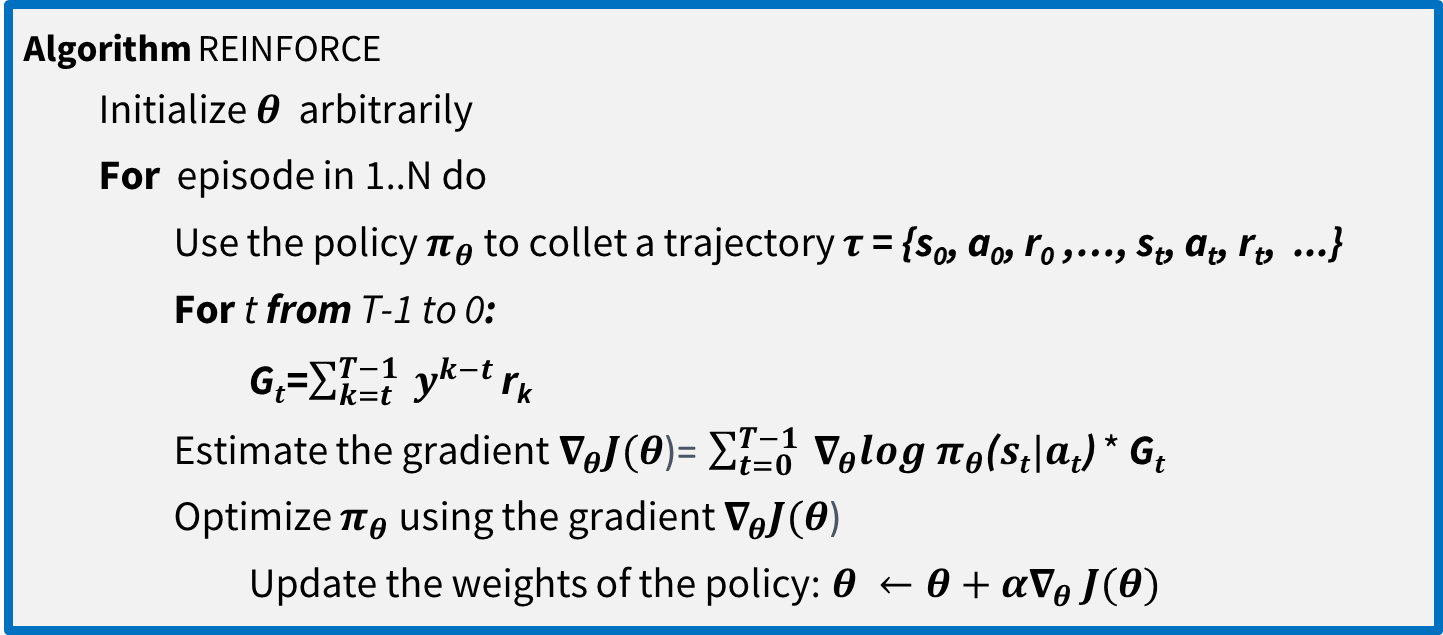 Algorithm REINFORCE
Initialize θ arbitrarily
For episode in 1..N do
Use the policy π_θ to collet a trajectory τ = {s_0, a_0, r_0 ,..., s_t, a_t, r_t, ...}
For t from T-1 to 0:
G_t=∑_{k=t}^{T−1} y^{k−t} r_k
Estimate the gradient ∇_θJ(θ)= ∑_{t=0}^{T−1} ∇_θlog π_θ(s_t|a_t) * G_t
Optimize π_θ using the gradient ∇_θJ(θ)
Update the weights of the policy: θ ← θ + α∇_θ J(θ)